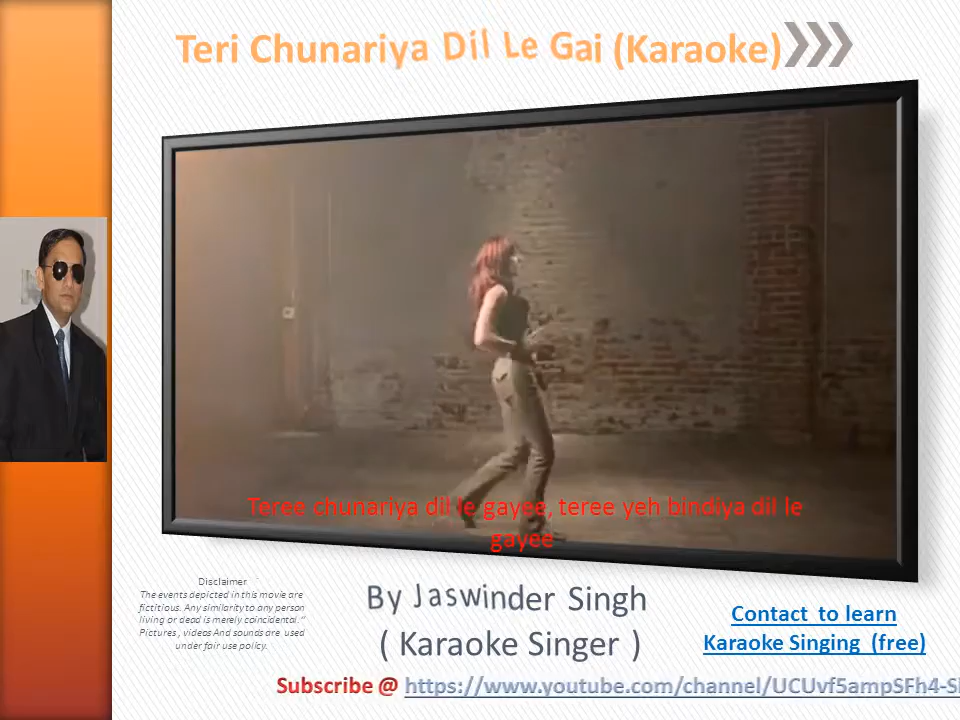 Teri Chunariya Dil Le Gai (Karaoke)
Teree chunariya dil le gayee, teree yeh bindiya dil le
gayee
Disclaimer
The events depicted in this movie are
fictitious. Any similarity to any person
living or dead is merely coincidental.“
Pictures , videos And sounds are used
under fair use policy.
By Jaswinder Singh
( Karaoke Singer )
Contact to learn
Karaoke Singing (free)
Subscribe @ https://www.youtube.com/channel/UCUvf5ampSFh4-Si